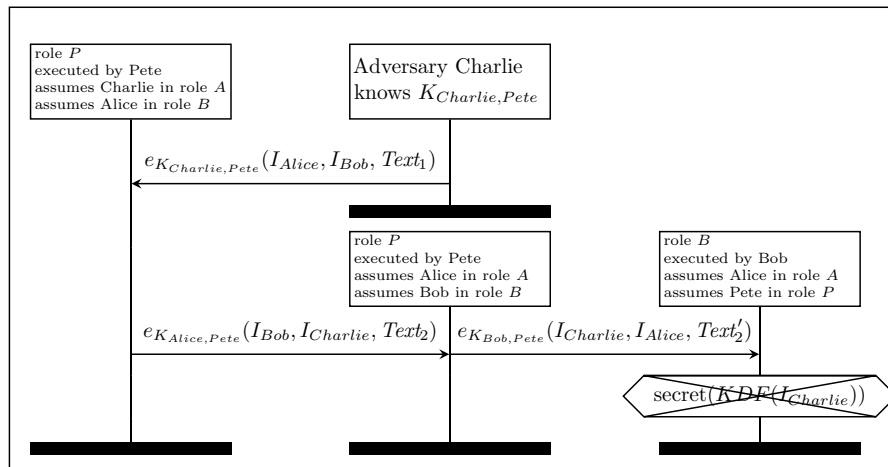 role P
executed by Pete
assumes Charlie in role A
assumes Alice in role B
Adversary Charlie
knows K_{Charlie,Pete}
e_{K_{Charlie,Pete}}(I_{Alice}, I_{Bob}, Text_1)
role P
executed by Pete
assumes Alice in role A
assumes Bob in role B
role B
executed by Bob
assumes Alice in role A
assumes Pete in role P
e_{K_{Alice,Pete}}(I_{Bob}, I_{Charlie}, Text_2)
e_{K_{Bob,Pete}}(I_{Charlie}, I_{Alice}, Text'_2)
secret(KDF(I_{Charlie}))